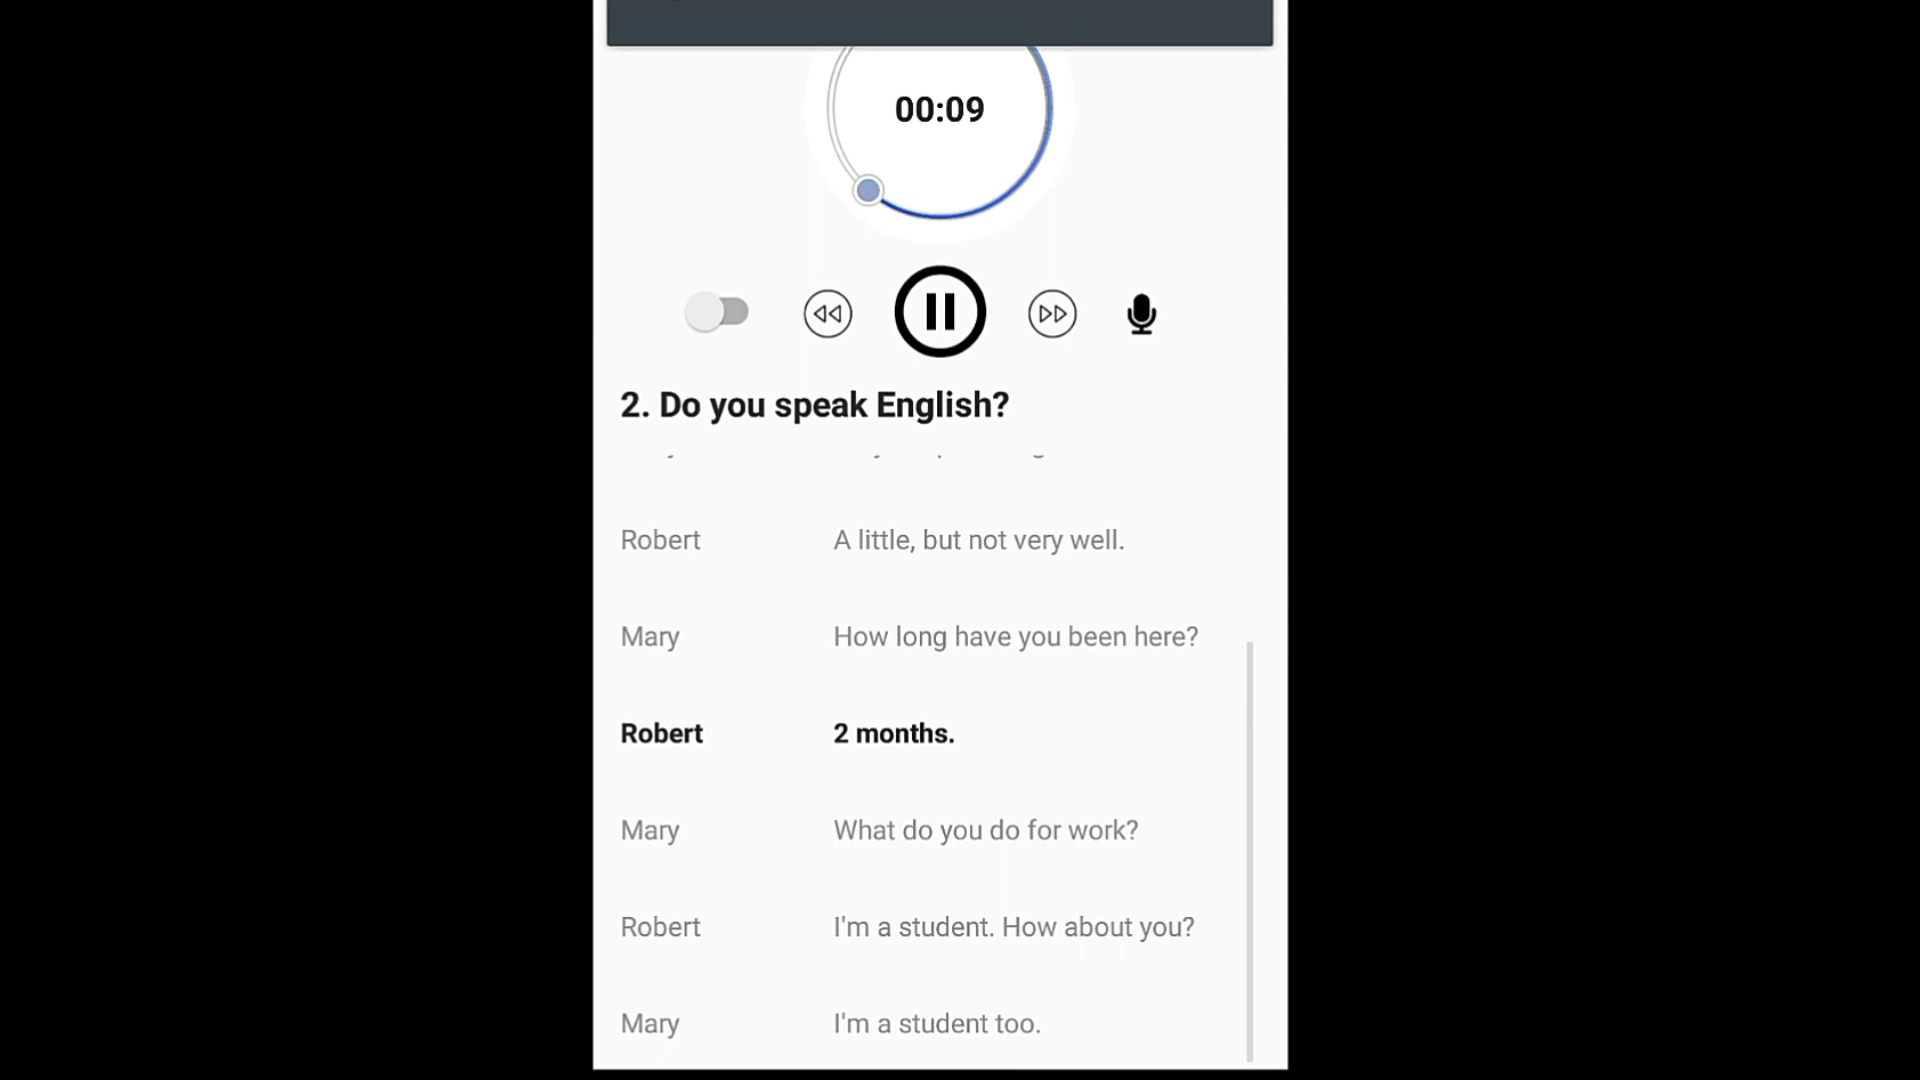 00:09
2. Do you speak English?
Robert A little, but not very well.
Mary How long have you been here?
Robert 2 months.
Mary What do you do for work?
Robert I'm a student. How about you?
Mary I'm a student too.